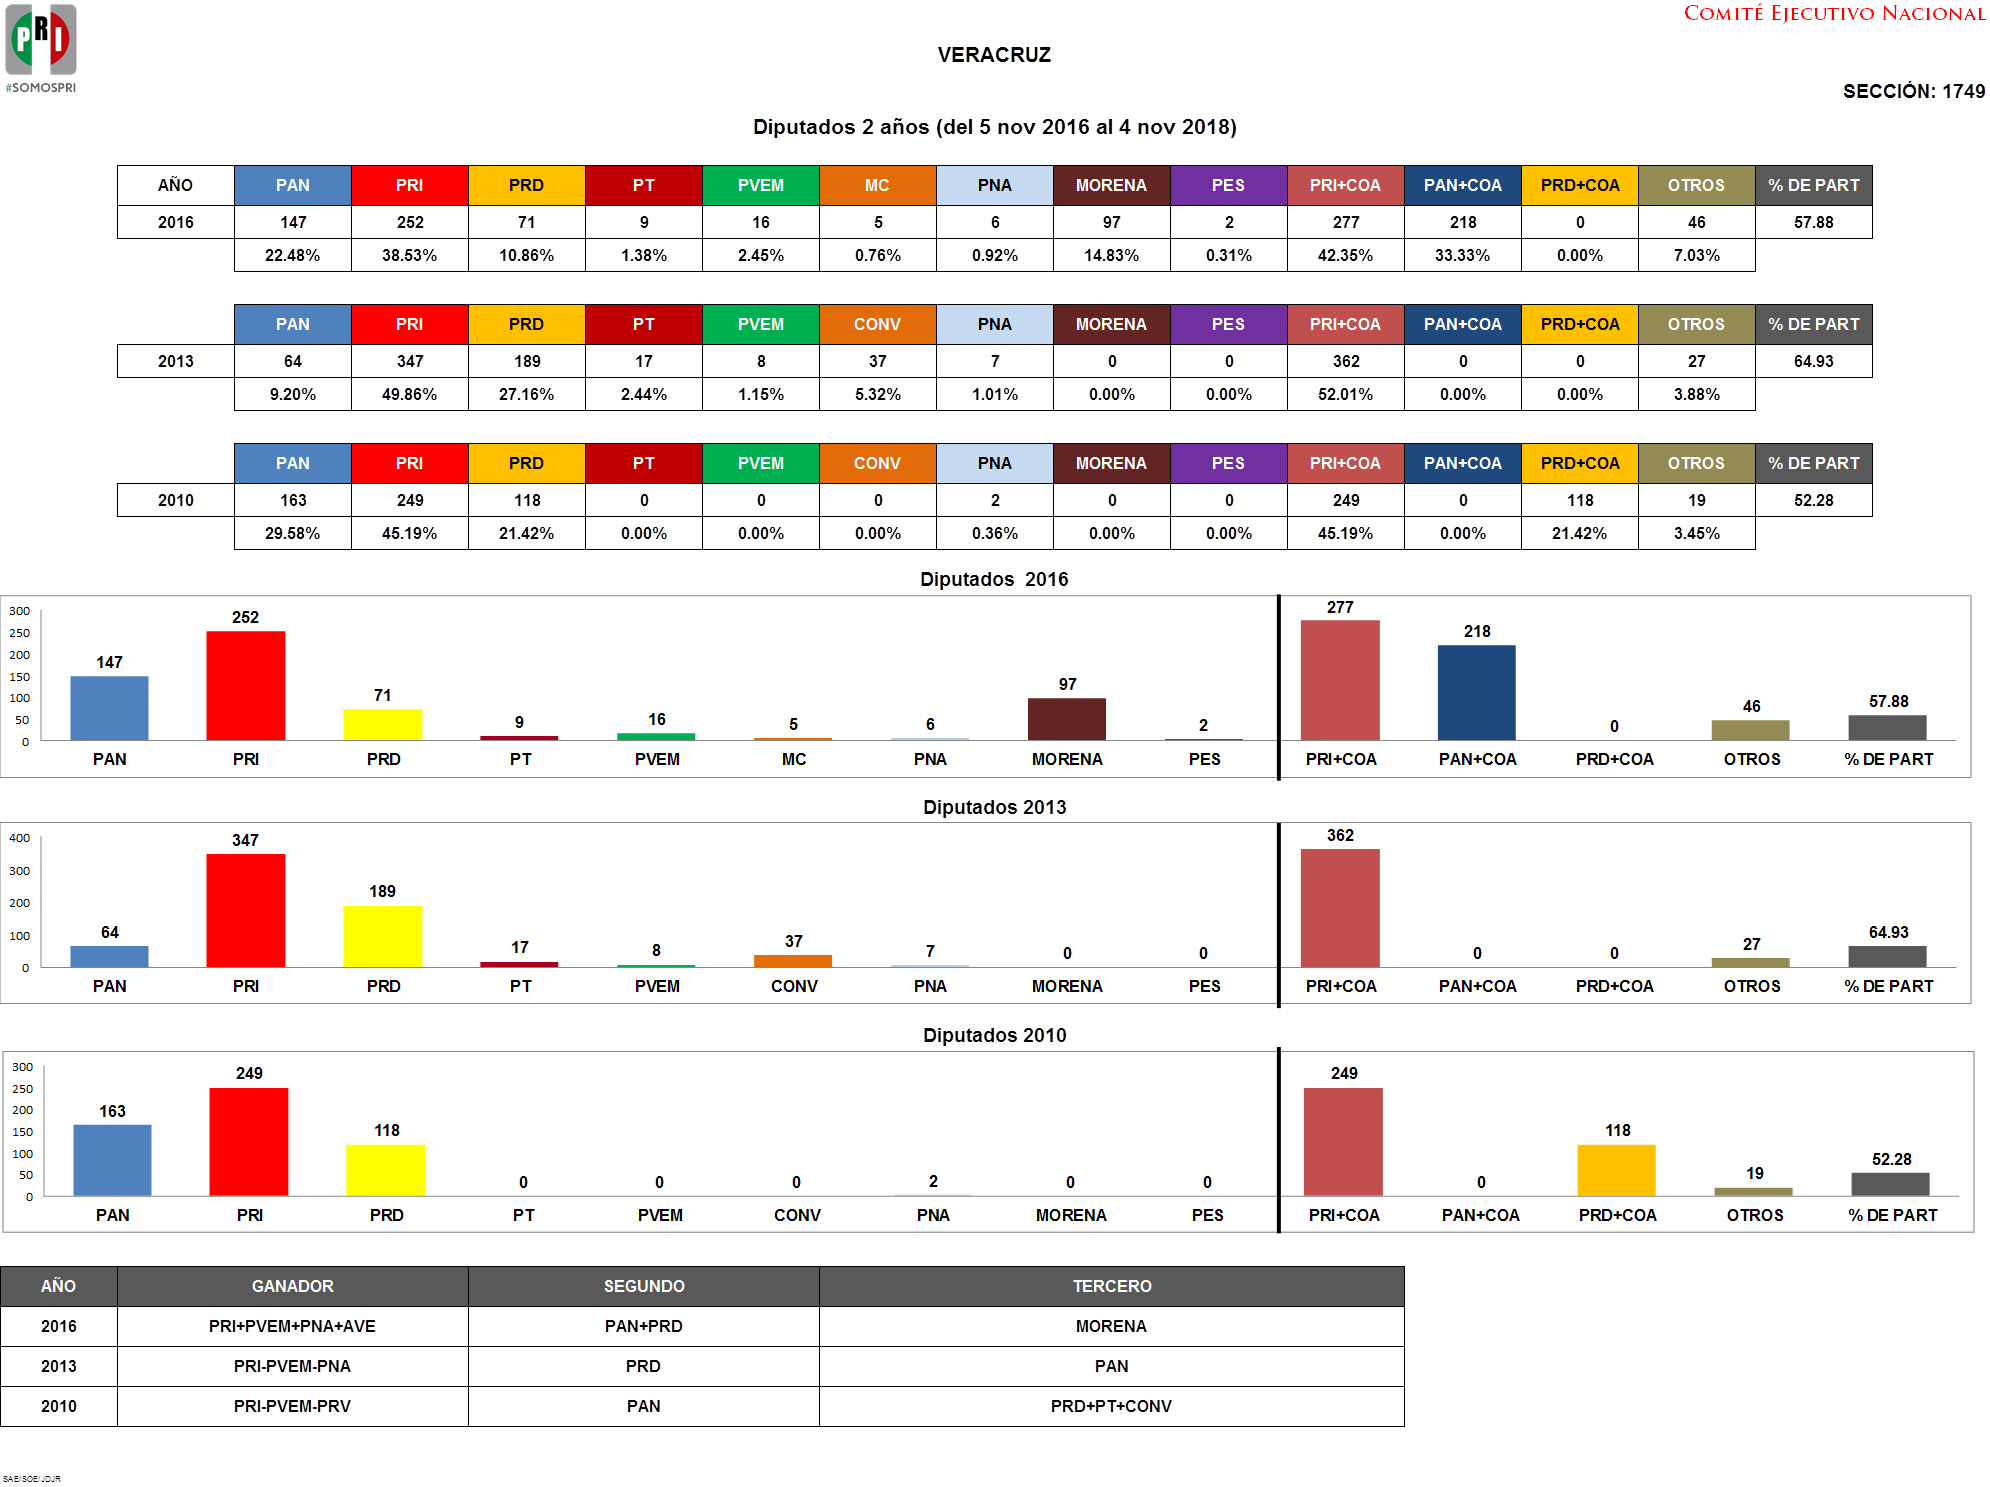 PRI
#SOMOSPRI
COMITÉ EJECUTIVO NACIONAL
VERACRUZ
SECCIÓN: 1749
Diputados 2 años (del 5 nov 2016 al 4 nov 2018)
AÑO PAN PRI PRD PT PVEM MC PNA MORENA PES PRI+COA PAN+COA PRD+COA OTROS % DE PART
2016 147 252 71 9 16 5 6 97 2 277 218 0 46 57.88
22.48% 38.53% 10.86% 1.38% 2.45% 0.76% 0.92% 14.83% 0.31% 42.35% 33.33% 0.00% 7.03%
PAN PRI PRD PT PVEM CONV PNA MORENA PES PRI+COA PAN+COA PRD+COA OTROS % DE PART
2013 64 347 189 17 8 37 7 0 0 362 0 0 27 64.93
9.20% 49.86% 27.16% 2.44% 1.15% 5.32% 1.01% 0.00% 0.00% 52.01% 0.00% 0.00% 3.88%
PAN PRI PRD PT PVEM CONV PNA MORENA PES PRI+COA PAN+COA PRD+COA OTROS % DE PART
2010 163 249 118 0 0 0 2 0 0 249 0 118 19 52.28
29.58% 45.19% 21.42% 0.00% 0.00% 0.00% 0.36% 0.00% 0.00% 45.19% 0.00% 21.42% 3.45%
Diputados  2016
300
250
200
150
100
50
0
147 252 71 9 16 5 6 97 2 277 218 0 46 57.88
PAN PRI PRD PT PVEM MC PNA MORENA PES PRI+COA PAN+COA PRD+COA OTROS % DE PART
Diputados 2013
400
300
200
100
0
64 347 189 17 8 37 7 0 0 362 0 0 27 64.93
PAN PRI PRD PT PVEM CONV PNA MORENA PES PRI+COA PAN+COA PRD+COA OTROS % DE PART
Diputados 2010
300
250
200
150
100
50
0
163 249 118 0 0 0 2 0 0 249 0 118 19 52.28
PAN PRI PRD PT PVEM CONV PNA MORENA PES PRI+COA PAN+COA PRD+COA OTROS % DE PART
AÑO GANADOR SEGUNDO TERCERO
2016 PRI+PVEM+PNA+AVE PAN+PRD MORENA
2013 PRI-PVEM-PNA PRD PAN
2010 PRI-PVEM-PRV PAN PRD+PT+CONV
SAE/SOE/JDJR